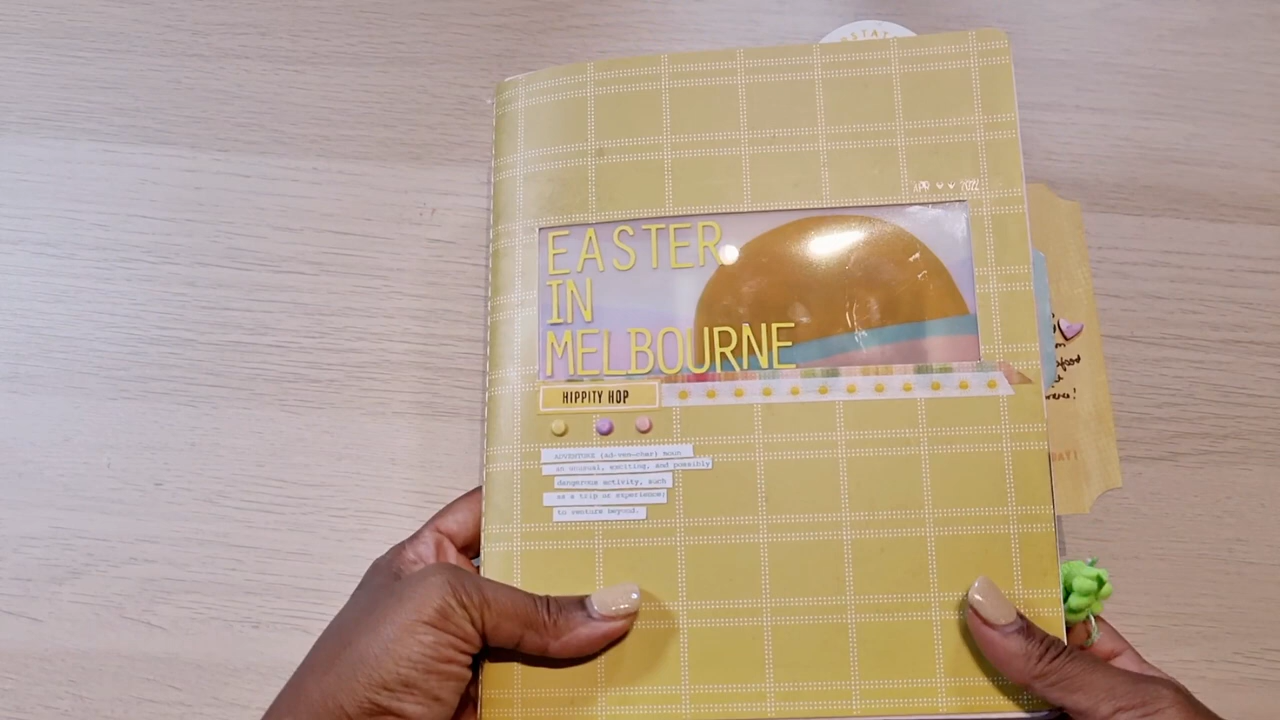 APR 2022
EASTER
IN
MELBOURNE
HIPPITY HOP
ADVENTURE (ad-ven-cher) noun
an unusual, exciting, and possibly
dangerous activity, such
as a trip or experience;
to venture beyond.
DAY!